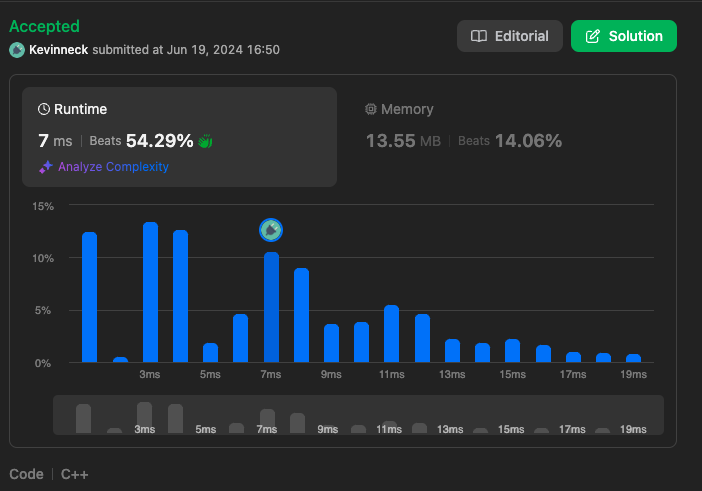 Accepted
Editorial
Solution
Kevinneck submitted at Jun 19, 2024 16:50
Runtime
7 ms | Beats 54.29%
Analyze Complexity
Memory
13.55 MB | Beats 14.06%
15%
10%
5%
0%
3ms 5ms 7ms 9ms 11ms 13ms 15ms 17ms 19ms
3ms 5ms 7ms 9ms 11ms 13ms 15ms 17ms 19ms
Code | C++